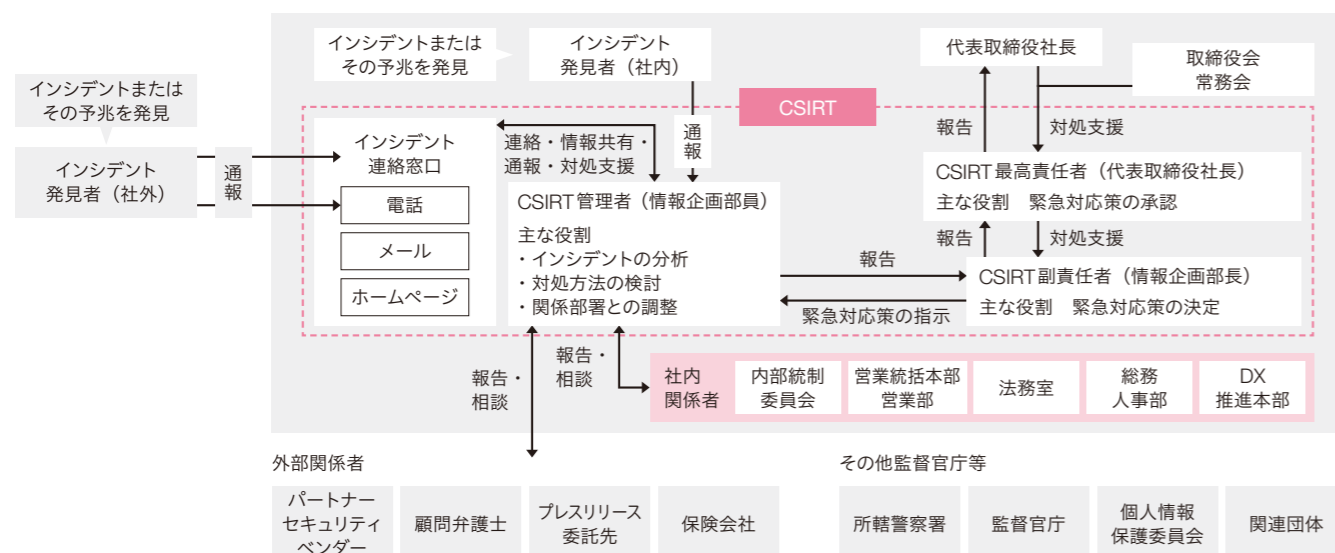 インシデントまたは
その予兆を発見
インシデント
発見者（社内）
代表取締役社長
取締役会
常務会
インシデントまたは
その予兆を発見
インシデント
発見者（社外）
通報
CSIRT
インシデント
連絡窓口
電話
メール
ホームページ
連絡・情報共有・
通報・対処支援
通報
CSIRT管理者（情報企画部員）
主な役割
・インシデントの分析
・対処方法の検討
・関係部署との調整
報告
対処支援
CSIRT最高責任者（代表取締役社長）
主な役割　緊急対応策の承認
報告
対処支援
報告
緊急対応策の指示
CSIRT副責任者（情報企画部長）
主な役割　緊急対応策の決定
報告・
相談
報告・
相談
社内
関係者
内部統制
委員会
営業統括本部
営業部
法務室
総務
人事部
DX
推進本部
外部関係者
パートナー
セキュリティ
ベンダー
顧問弁護士
プレスリリース
委託先
保険会社
その他監督官庁等
所轄警察署
監督官庁
個人情報
保護委員会
関連団体